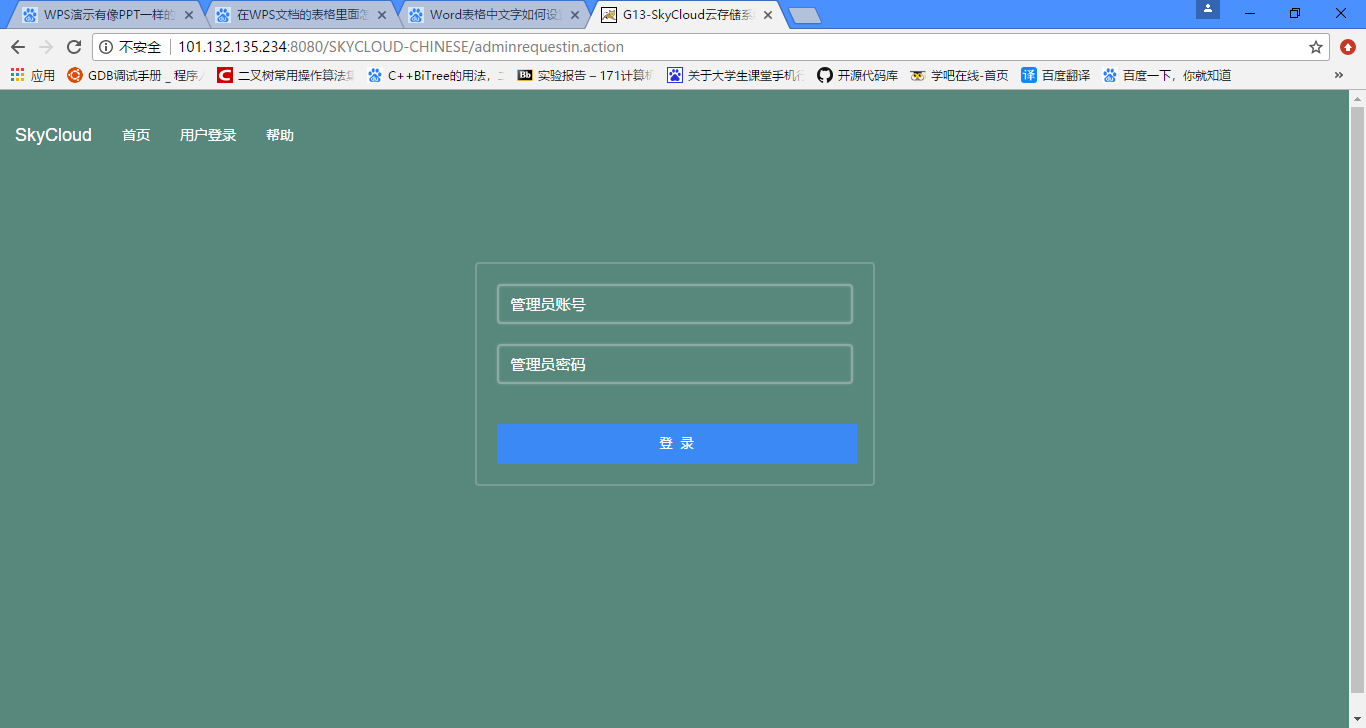 WPS演示有像PPT一样的
在WPS文档的表格里面怎
Word表格中文字如何设
G13-SkyCloud云存储系
不安全 101.132.135.234:8080/SKYCLOUD-CHINESE/adminrequestin.action
应用 GDB调试手册 _ 程序 二叉树常用操作算法集 C++BiTree的用法, Bb 实验报告 – 171计算机 关于大学生课堂手机行 开源代码库 学吧在线-首页 译 百度翻译 百度一下，你就知道 »
SkyCloud 首页 用户登录 帮助
管理员账号
管理员密码
登 录